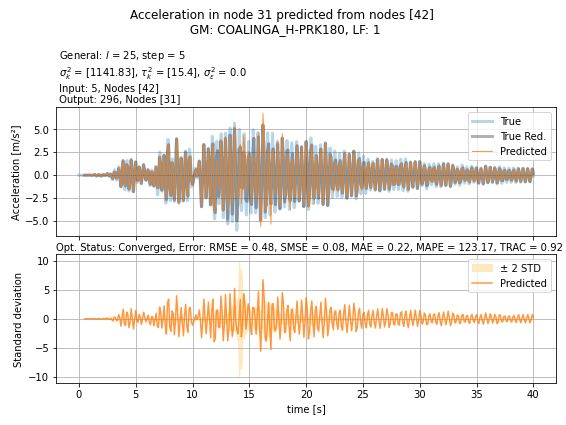 Acceleration in node 31 predicted from nodes [42]
GM: COALINGA_H-PRK180, LF: 1
General: l = 25, step = 5
σ²ₖ = [1141.83], τ²ₖ = [15.4], σ²ᵣ = 0.0
Input: 5, Nodes [42]
Output: 296, Nodes [31]
Acceleration [m/s²]
5.0
2.5
0.0
−2.5
−5.0
True
True Red.
Predicted
Opt. Status: Converged, Error: RMSE = 0.48, SMSE = 0.08, MAE = 0.22, MAPE = 123.17, TRAC = 0.92
Standard deviation
10
5
0
−5
−10
± 2 STD
Predicted
0 5 10 15 20 25 30 35 40
time [s]